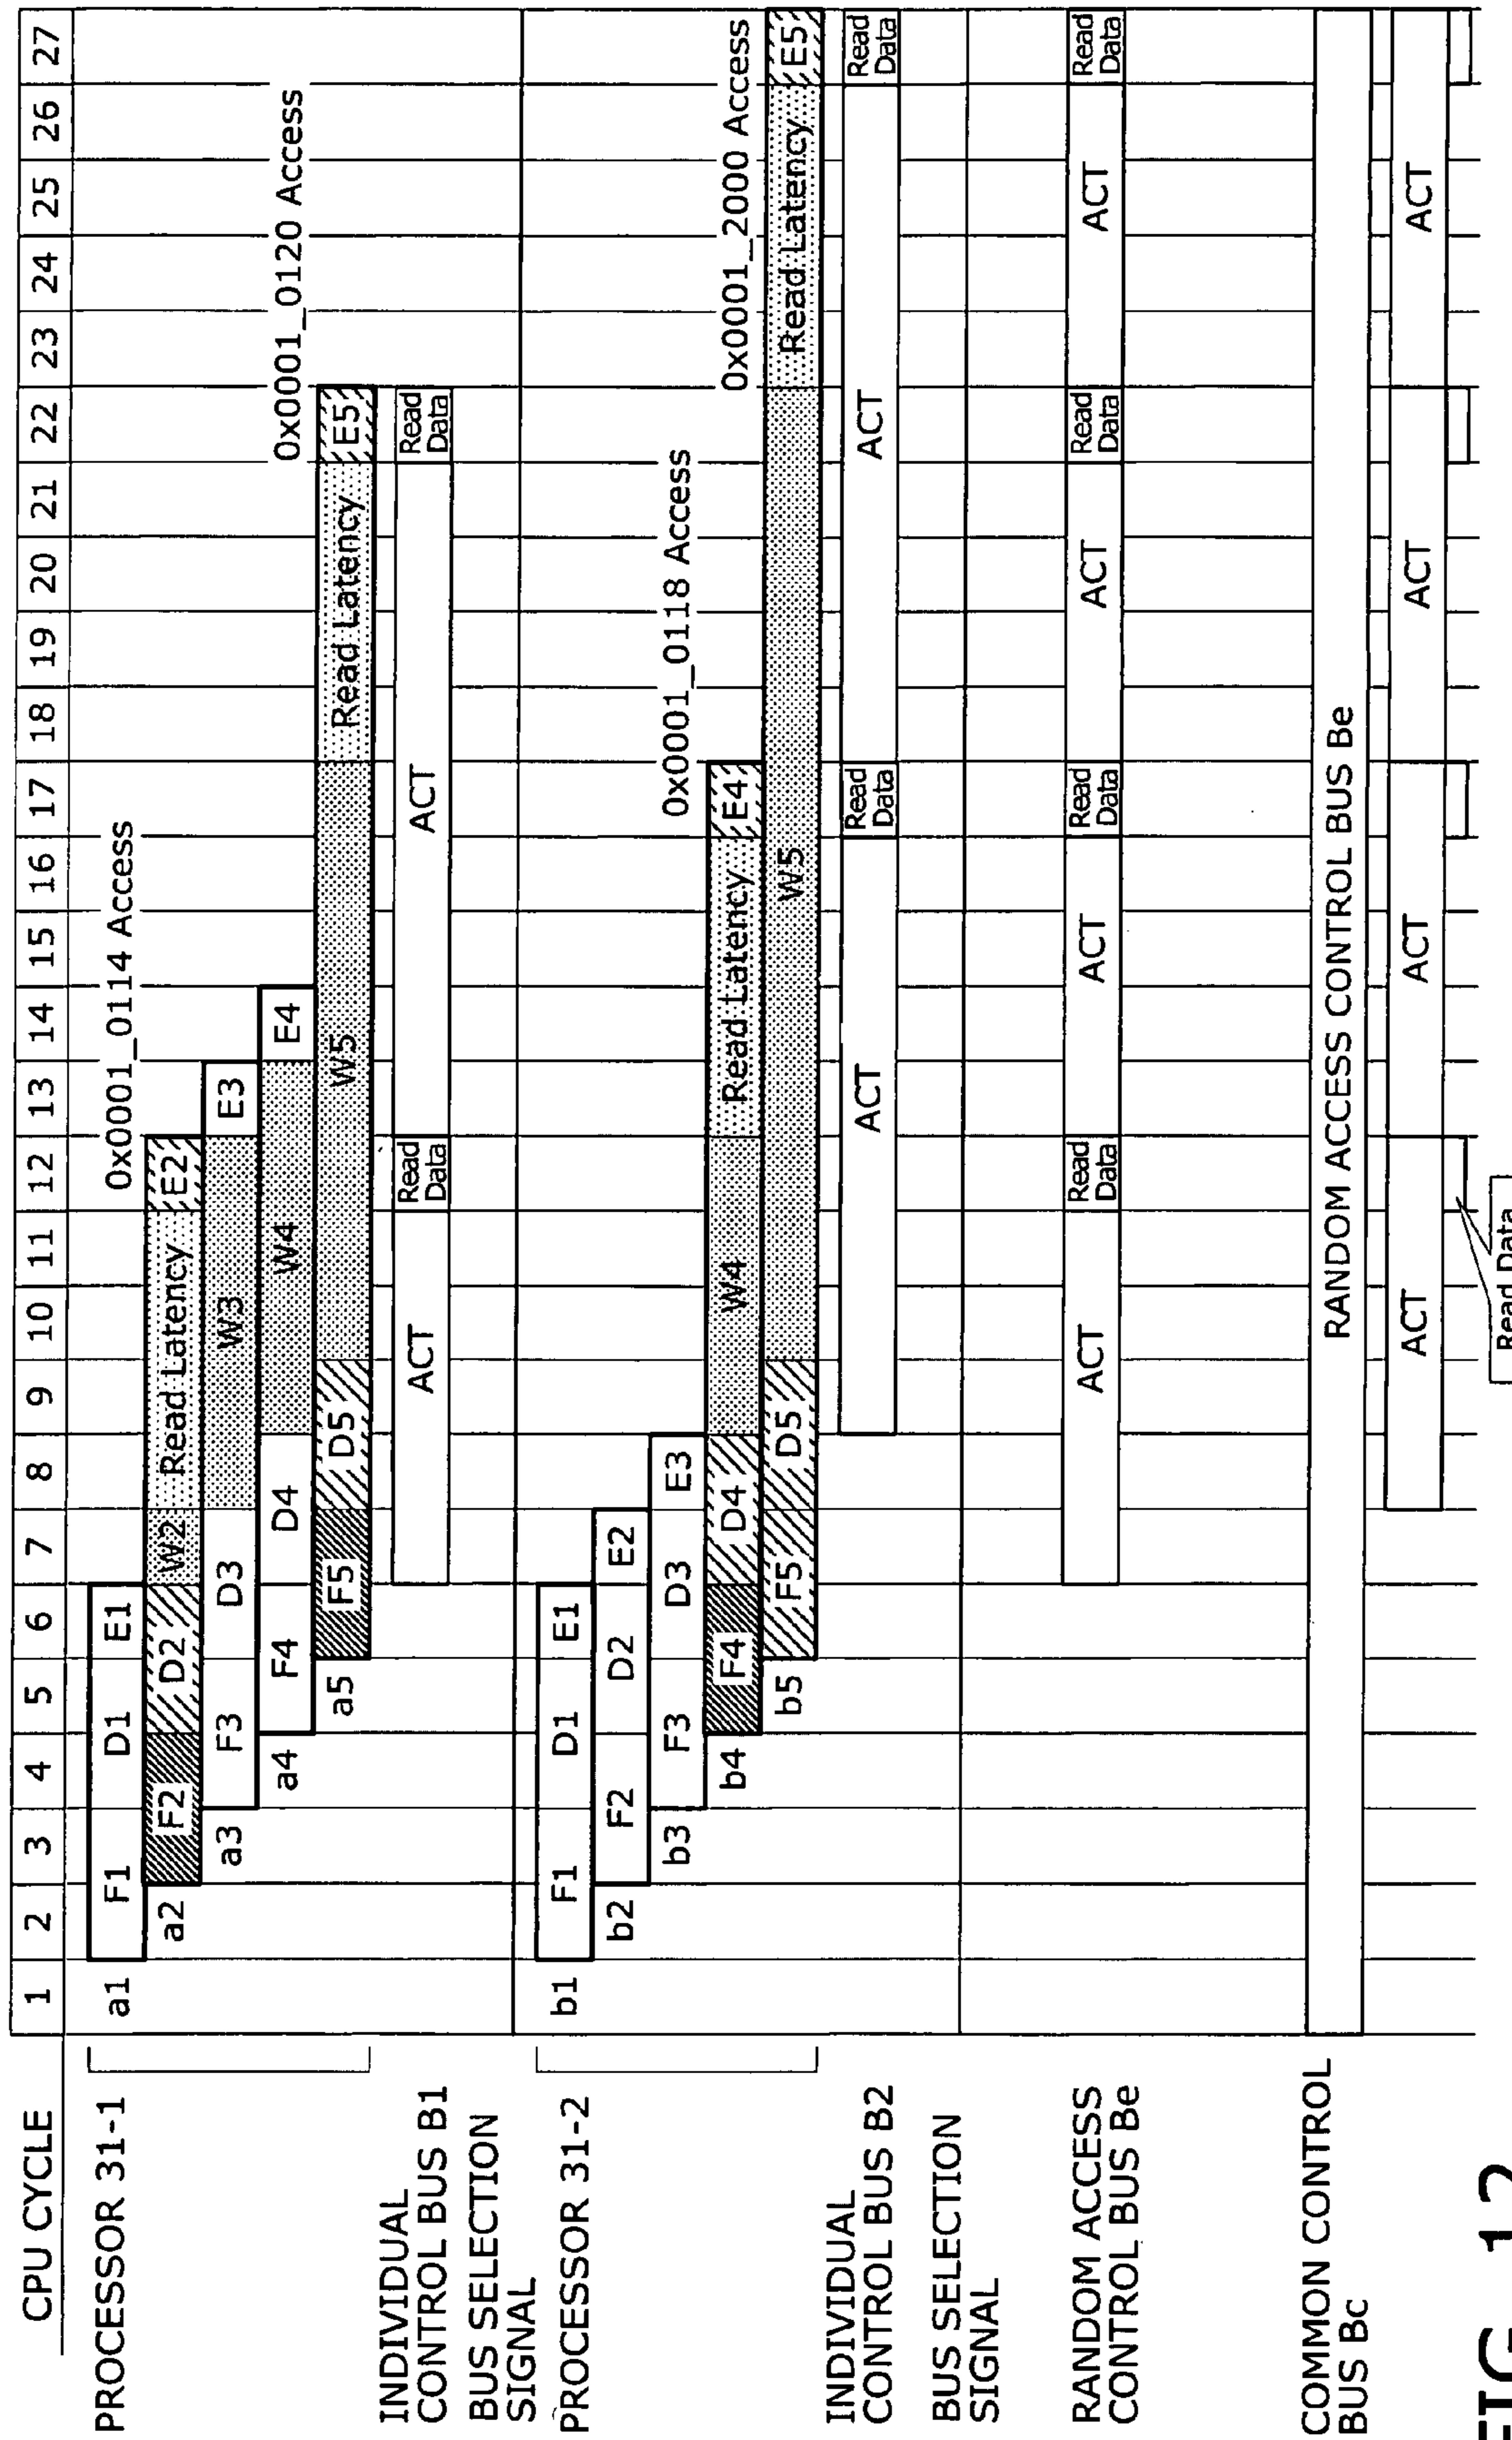 CPU CYCLE 1 2 3 4 5 6 7 8 9 10 11 12 13 14 15 16 17 18 19 20 21 22 23 24 25 26 27
PROCESSOR 31-1
a1 F1 D1 E1
0x0001_0114 Access
a2 F2 D2 W2 Read Latency E2
a3 F3 D3 W3 E3
a4 F4 D4 W4 E4
0x0001_0120 Access
a5 F5 D5 W5 Read Latency E5
INDIVIDUAL
CONTROL BUS B1
ACT Read Data ACT Read Data
BUS SELECTION
SIGNAL
PROCESSOR 31-2
b1 F1 D1 E1
b2 F2 D2 E2
b3 F3 D3 E3
0x0001_0118 Access
b4 F4 D4 W4 Read Latency E4
0x0001_2000 Access
b5 F5 D5 W5 Read Latency E5
INDIVIDUAL
CONTROL BUS B2
ACT Read Data ACT Read Data
BUS SELECTION
SIGNAL
RANDOM ACCESS
CONTROL BUS Be
ACT Read Data ACT Read Data ACT Read Data ACT Read Data
COMMON CONTROL
BUS Bc
RANDOM ACCESS CONTROL BUS Be
ACT ACT ACT ACT
Read Data
FIG. 12